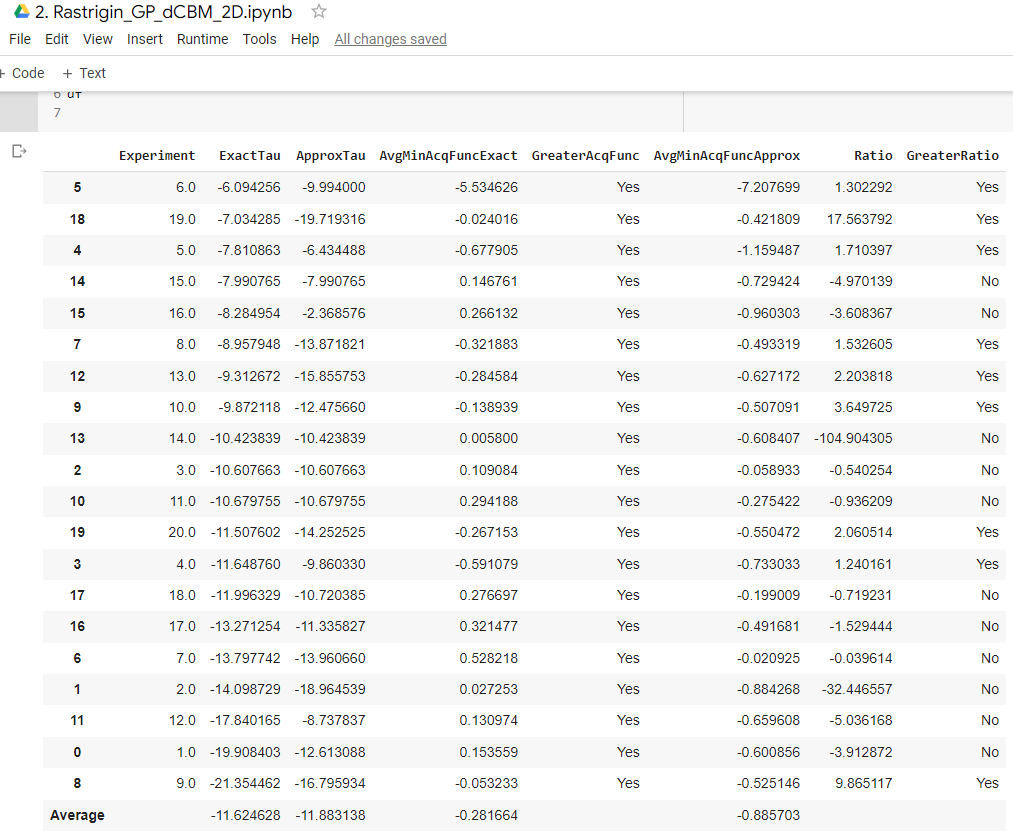 2. Rastrigin_GP_dCBM_2D.ipynb
File Edit View Insert Runtime Tools Help All changes saved
+ Code + Text
6 df
7
Experiment ExactTau ApproxTau AvgMinAcqFuncExact GreaterAcqFunc AvgMinAcqFuncApprox Ratio GreaterRatio
5 6.0 -6.094256 -9.994000 -5.534626 Yes -7.207699 1.302292 Yes
18 19.0 -7.034285 -19.719316 -0.024016 Yes -0.421809 17.563792 Yes
4 5.0 -7.810863 -6.434488 -0.677905 Yes -1.159487 1.710397 Yes
14 15.0 -7.990765 -7.990765 0.146761 Yes -0.729424 -4.970139 No
15 16.0 -8.284954 -2.368576 0.266132 Yes -0.960303 -3.608367 No
7 8.0 -8.957948 -13.871821 -0.321883 Yes -0.493319 1.532605 Yes
12 13.0 -9.312672 -15.855753 -0.284584 Yes -0.627172 2.203818 Yes
9 10.0 -9.872118 -12.475660 -0.138939 Yes -0.507091 3.649725 Yes
13 14.0 -10.423839 -10.423839 0.005800 Yes -0.608407 -104.904305 No
2 3.0 -10.607663 -10.607663 0.109084 Yes -0.058933 -0.540254 No
10 11.0 -10.679755 -10.679755 0.294188 Yes -0.275422 -0.936209 No
19 20.0 -11.507602 -14.252525 -0.267153 Yes -0.550472 2.060514 Yes
3 4.0 -11.648760 -9.860330 -0.591079 Yes -0.733033 1.240161 Yes
17 18.0 -11.996329 -10.720385 0.276697 Yes -0.199009 -0.719231 No
16 17.0 -13.271254 -11.335827 0.321477 Yes -0.491681 -1.529444 No
6 7.0 -13.797742 -13.960660 0.528218 Yes -0.020925 -0.039614 No
1 2.0 -14.098729 -18.964539 0.027253 Yes -0.884268 -32.446557 No
11 12.0 -17.840165 -8.737837 0.130974 Yes -0.659608 -5.036168 No
0 1.0 -19.908403 -12.613088 0.153559 Yes -0.600856 -3.912872 No
8 9.0 -21.354462 -16.795934 -0.053233 Yes -0.525146 9.865117 Yes
Average -11.624628 -11.883138 -0.281664 -0.885703